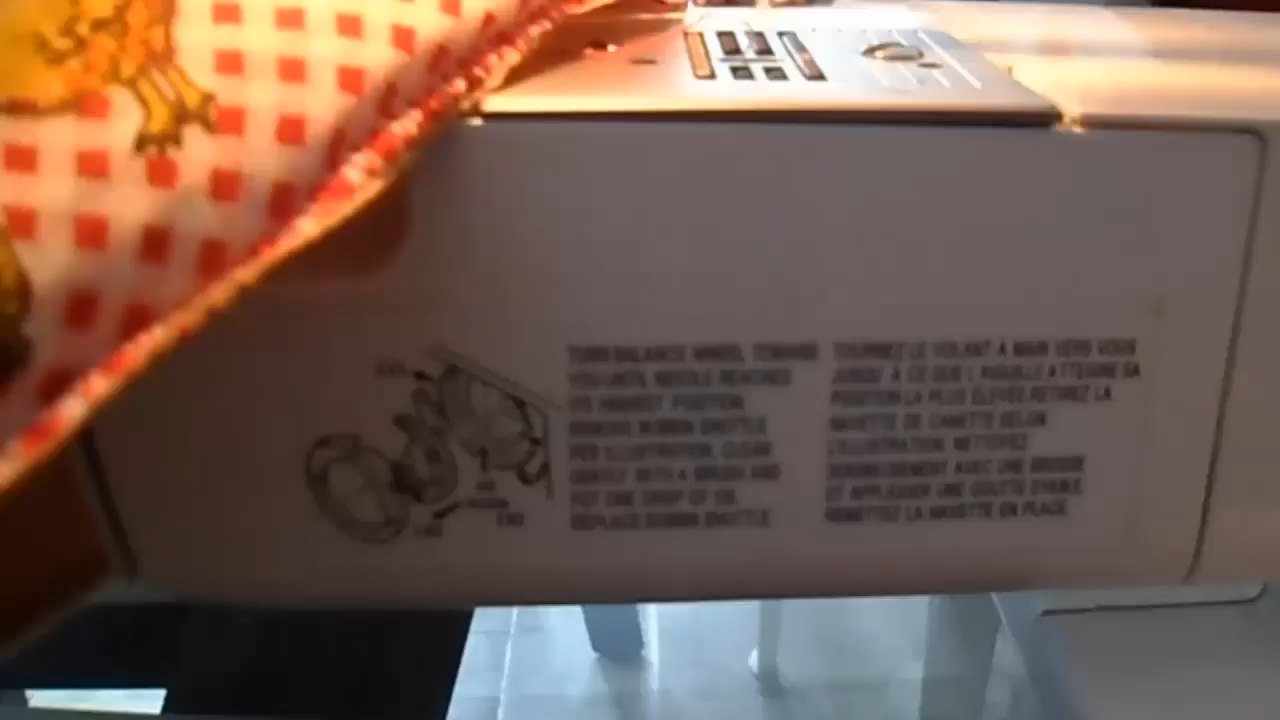 TURN BALANCE WHEEL TOWARD
YOU UNTIL NEEDLE REACHES
ITS HIGHEST POSITION.
REMOVE BOBBIN SHUTTLE
PER ILLUSTRATION, CLEAR
GENTLY WITH A BRUSH AND
PUT ONE DROP OF OIL
REPLACE BOBBIN SHUTTLE
TOURNEZ LE VOLANT A MAIN VERS VOUS
JUSQU' À CE QUE L'AIGUILLE ATTEIGNE SA
POSITION LA PLUS ÉLEVÉE RETIREZ LA
NAVETTE DE CANETTE SELON
L'ILLUSTRATION NETTOYEZ
AVEC UNE BROSSE
ET APPLIQUER UNE GOUTTE D'HUILE
REMETTEZ LA NAVETTE EN PLACE